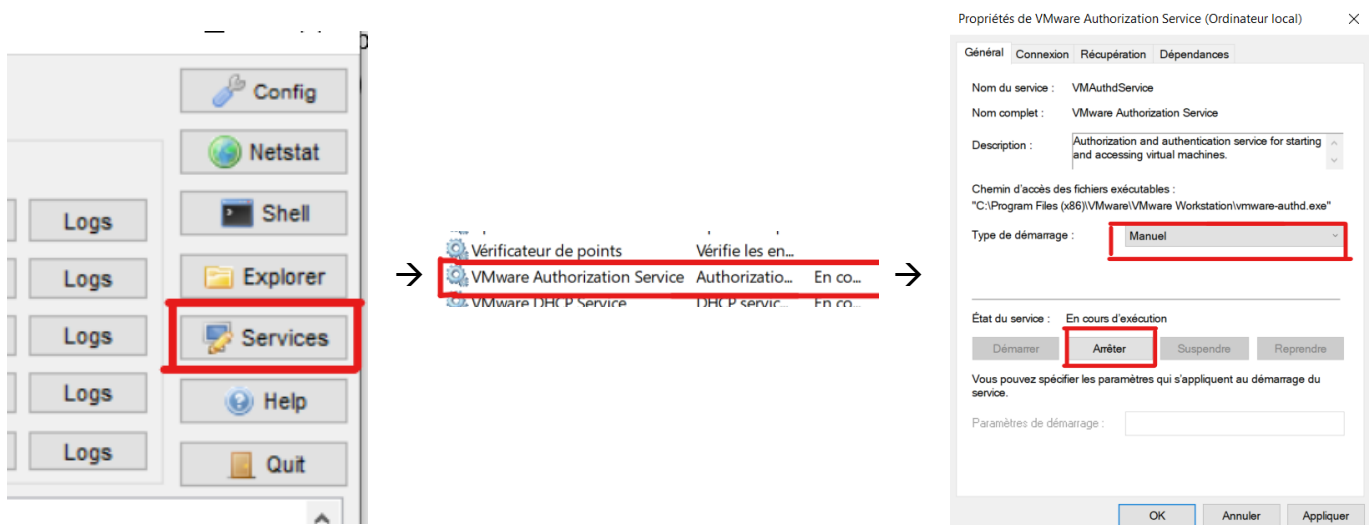 Config
Netstat
Logs
Shell
Logs
Explorer
Logs
Services
Logs
Help
Logs
Quit
Vérificateur de points Vérifie les en...
VMware Authorization Service Authorizatio... En co...
VMware DHCP Service DHCP servic... En co...
Propriétés de VMware Authorization Service (Ordinateur local)
Général Connexion Récupération Dépendances
Nom du service : VMAuthdService
Nom complet : VMware Authorization Service
Description : Authorization and authentication service for starting
and accessing virtual machines.
Chemin d'accès des fichiers exécutables :
"C:\Program Files (x86)\VMware\VMware Workstation\vmware-authd.exe"
Type de démarrage : Manuel
État du service : En cours d'exécution
Démarrer Arrêter Suspendre Reprendre
Vous pouvez spécifier les paramètres qui s'appliquent au démarrage du
service.
Paramètres de démarrage :
OK Annuler Appliquer